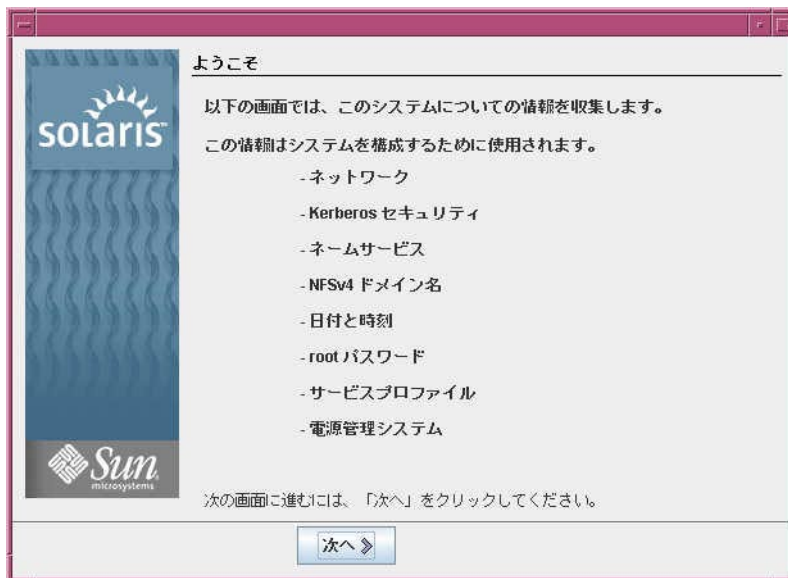 ようこそ
solaris
以下の画面では、このシステムについての情報を収集します。
この情報はシステムを構成するために使用されます。
- ネットワーク
- Kerberos セキュリティ
- ネームサービス
- NFSv4 ドメイン名
- 日付と時刻
- root パスワード
- サービスプロファイル
- 電源管理システム
Sun
microsystems
次の画面に進むには、「次へ」をクリックしてください。
次へ